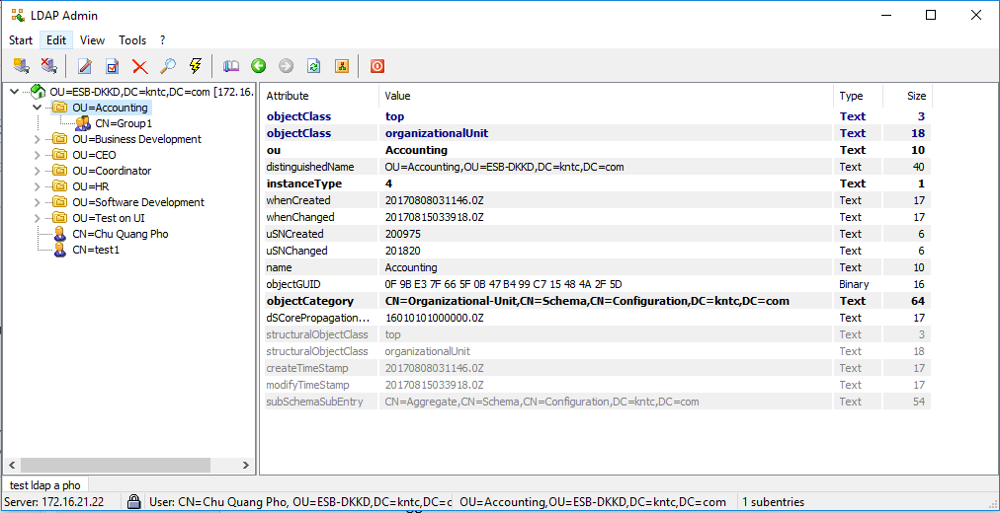 LDAP Admin
Start Edit View Tools ?
OU=ESB-DKKD,DC=kntc,DC=com [172.16.
OU=Accounting
CN=Group1
OU=Business Development
OU=CEO
OU=Coordinator
OU=HR
OU=Software Development
OU=Test on UI
CN=Chu Quang Pho
CN=test1
Attribute Value Type Size
objectClass top Text 3
objectClass organizationalUnit Text 18
ou Accounting Text 10
distinguishedName OU=Accounting,OU=ESB-DKKD,DC=kntc,DC=com Text 40
instanceType 4 Text 1
whenCreated 20170808031146.0Z Text 17
whenChanged 20170815033918.0Z Text 17
uSNCreated 200975 Text 6
uSNChanged 201820 Text 6
name Accounting Text 10
objectGUID 0F 9B E3 7F 66 5F 0B 47 B4 99 C7 15 48 4A 2F 5D Binary 16
objectCategory CN=Organizational-Unit,CN=Schema,CN=Configuration,DC=kntc,DC=com Text 64
dSCorePropagation... 16010101000000.0Z Text 17
structuralObjectClass top Text 3
structuralObjectClass organizationalUnit Text 18
createTimeStamp 20170808031146.0Z Text 17
modifyTimeStamp 20170815033918.0Z Text 17
subSchemaSubEntry CN=Aggregate,CN=Schema,CN=Configuration,DC=kntc,DC=com Text 54
test ldap a pho
Server: 172.16.21.22 User: CN=Chu Quang Pho, OU=ESB-DKKD,DC=kntc,DC=c OU=Accounting,OU=ESB-DKKD,DC=kntc,DC=com 1 subentries